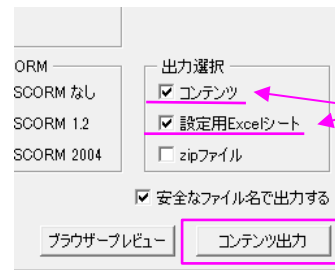 ORM
SCORM なし
SCORM 1.2
SCORM 2004
出力選択
コンテンツ
設定用Excelシート
zipファイル
安全なファイル名で出力する
ブラウザープレビュー
コンテンツ出力